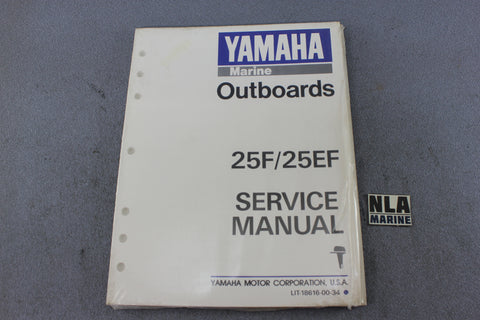 YAMAHA
Marine
Outboards
25F/25EF
SERVICE
MANUAL
YAMAHA MOTOR CORPORATION, U.S.A.
LIT-18616-00-34
NLA
MARINE